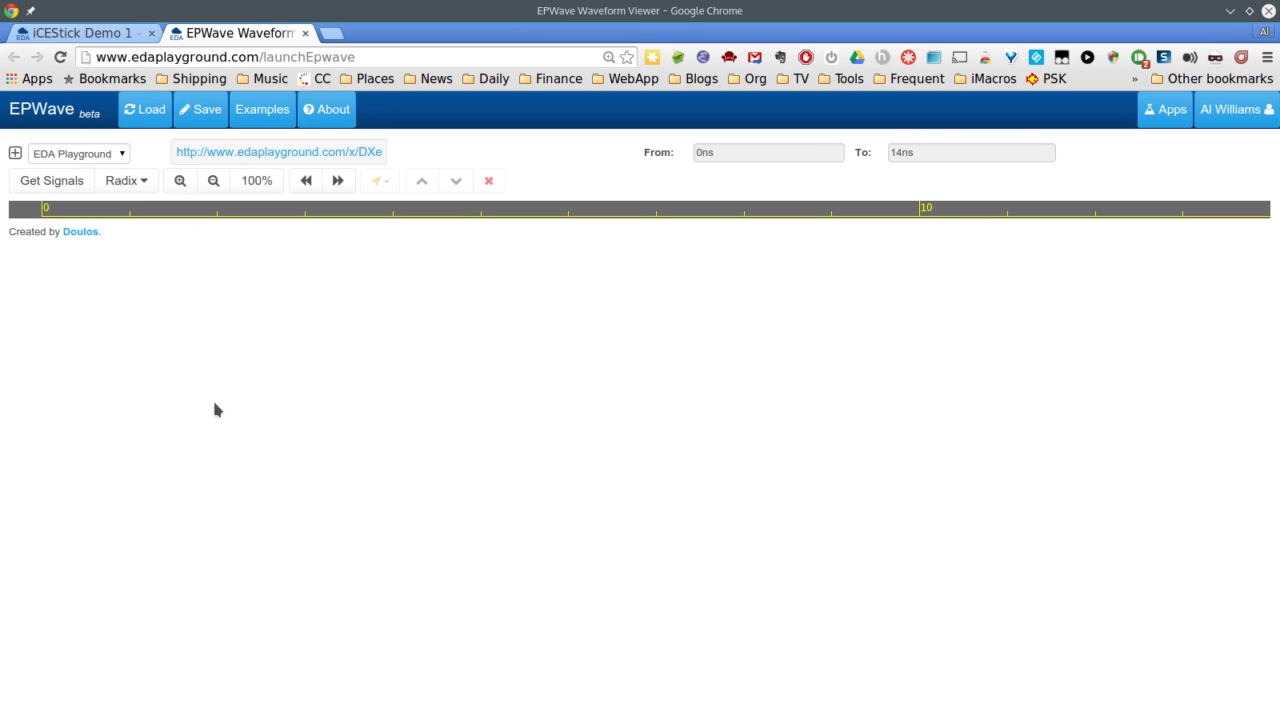 EPWave Waveform Viewer - Google Chrome
EDA iCEStick Demo 1 - × EDA EPWave Waveform × Al
www.edaplayground.com/launchEpwave
Apps Bookmarks Shipping Music CC Places News Daily Finance WebApp Blogs Org TV Tools Frequent iMacros PSK » Other bookmarks
EPWave beta Load Save Examples About Apps Al Williams
EDA Playground http://www.edaplayground.com/x/DXe From: 0ns To: 14ns
Get Signals Radix 100% -
0 10
Created by Doulos.